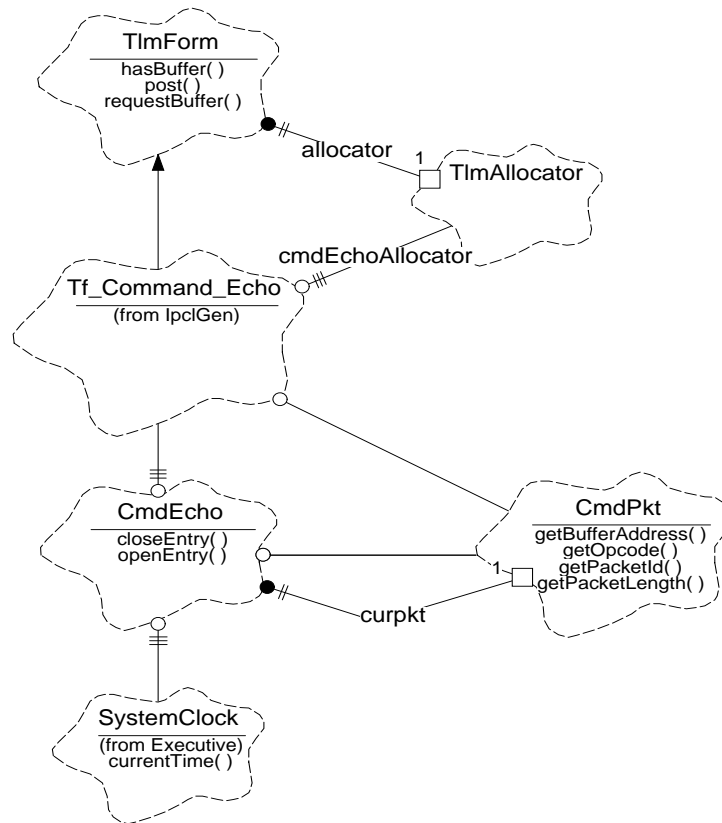 TlmForm
hasBuffer( )
post( )
requestBuffer( )
allocator
1
TlmAllocator
cmdEchoAllocator
Tf_Command_Echo
(from IpclGen)
CmdEcho
closeEntry( )
openEntry( )
CmdPkt
getBufferAddress( )
getOpcode( )
getPacketId( )
getPacketLength( )
1
curpkt
SystemClock
(from Executive)
currentTime( )